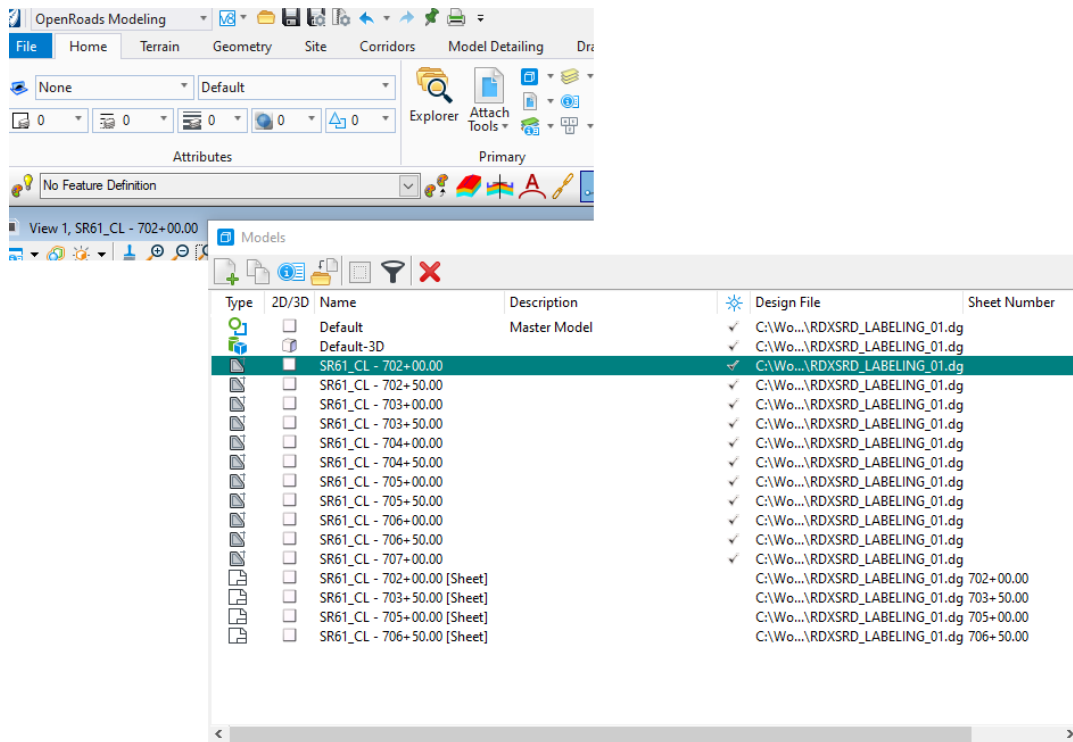 OpenRoads Modeling
File Home Terrain Geometry Site Corridors Model Detailing Dra
None Default
0 0 0 0 0
Explorer Attach Tools
Attributes Primary
No Feature Definition
View 1, SR61_CL - 702+00.00
Models
Type 2D/3D Name Description Design File Sheet Number
Default Master Model C:\Wo...\RDXSRD_LABELING_01.dg
Default-3D C:\Wo...\RDXSRD_LABELING_01.dg
SR61_CL - 702+00.00 C:\Wo...\RDXSRD_LABELING_01.dg
SR61_CL - 702+50.00 C:\Wo...\RDXSRD_LABELING_01.dg
SR61_CL - 703+00.00 C:\Wo...\RDXSRD_LABELING_01.dg
SR61_CL - 703+50.00 C:\Wo...\RDXSRD_LABELING_01.dg
SR61_CL - 704+00.00 C:\Wo...\RDXSRD_LABELING_01.dg
SR61_CL - 704+50.00 C:\Wo...\RDXSRD_LABELING_01.dg
SR61_CL - 705+00.00 C:\Wo...\RDXSRD_LABELING_01.dg
SR61_CL - 705+50.00 C:\Wo...\RDXSRD_LABELING_01.dg
SR61_CL - 706+00.00 C:\Wo...\RDXSRD_LABELING_01.dg
SR61_CL - 706+50.00 C:\Wo...\RDXSRD_LABELING_01.dg
SR61_CL - 707+00.00 C:\Wo...\RDXSRD_LABELING_01.dg
SR61_CL - 702+00.00 [Sheet] C:\Wo...\RDXSRD_LABELING_01.dg 702+00.00
SR61_CL - 703+50.00 [Sheet] C:\Wo...\RDXSRD_LABELING_01.dg 703+50.00
SR61_CL - 705+00.00 [Sheet] C:\Wo...\RDXSRD_LABELING_01.dg 705+00.00
SR61_CL - 706+50.00 [Sheet] C:\Wo...\RDXSRD_LABELING_01.dg 706+50.00